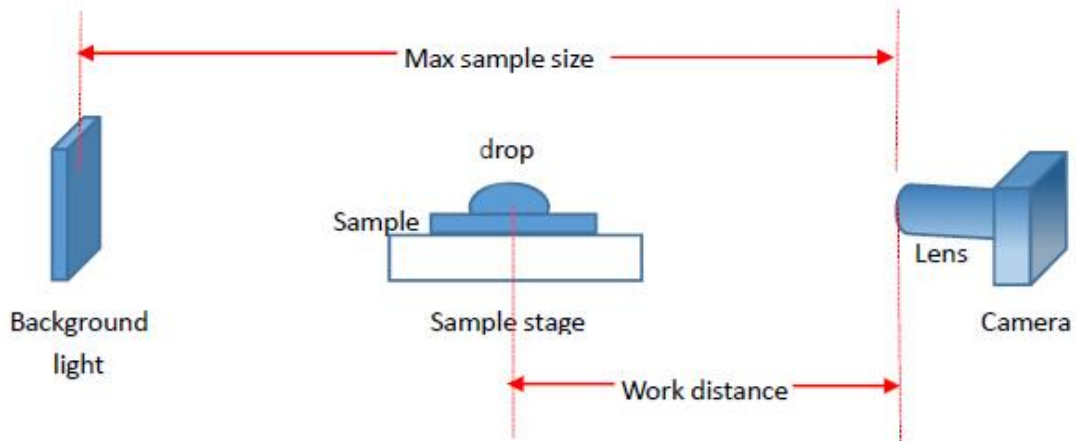 Max sample size
drop
Sample
Lens
Background
light
Sample stage
Camera
Work distance